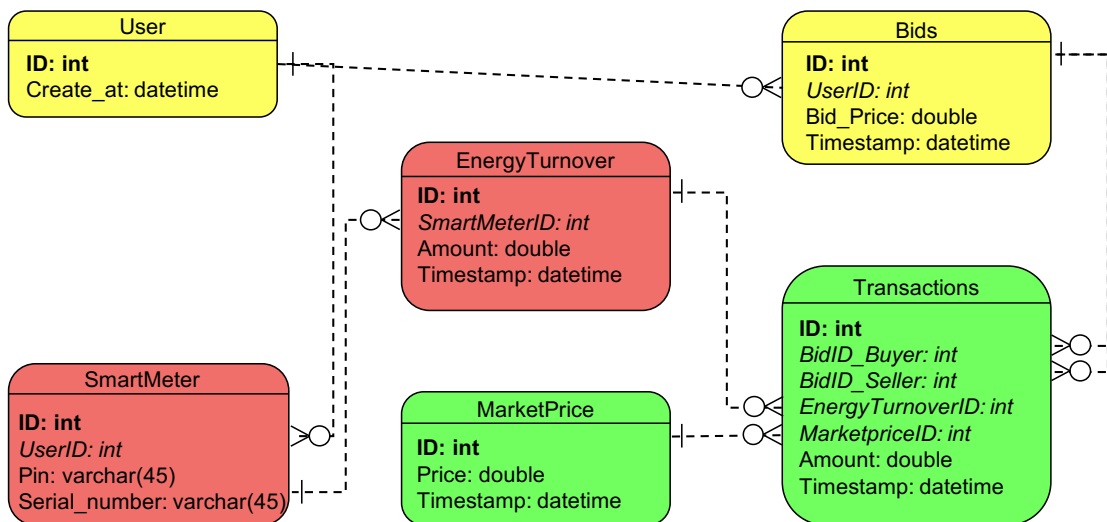 User
ID: int
Create_at: datetime
Bids
ID: int
UserID: int
Bid_Price: double
Timestamp: datetime
EnergyTurnover
ID: int
SmartMeterID: int
Amount: double
Timestamp: datetime
Transactions
ID: int
BidID_Buyer: int
BidID_Seller: int
EnergyTurnoverID: int
MarketpriceID: int
Amount: double
Timestamp: datetime
SmartMeter
ID: int
UserID: int
Pin: varchar(45)
Serial_number: varchar(45)
MarketPrice
ID: int
Price: double
Timestamp: datetime